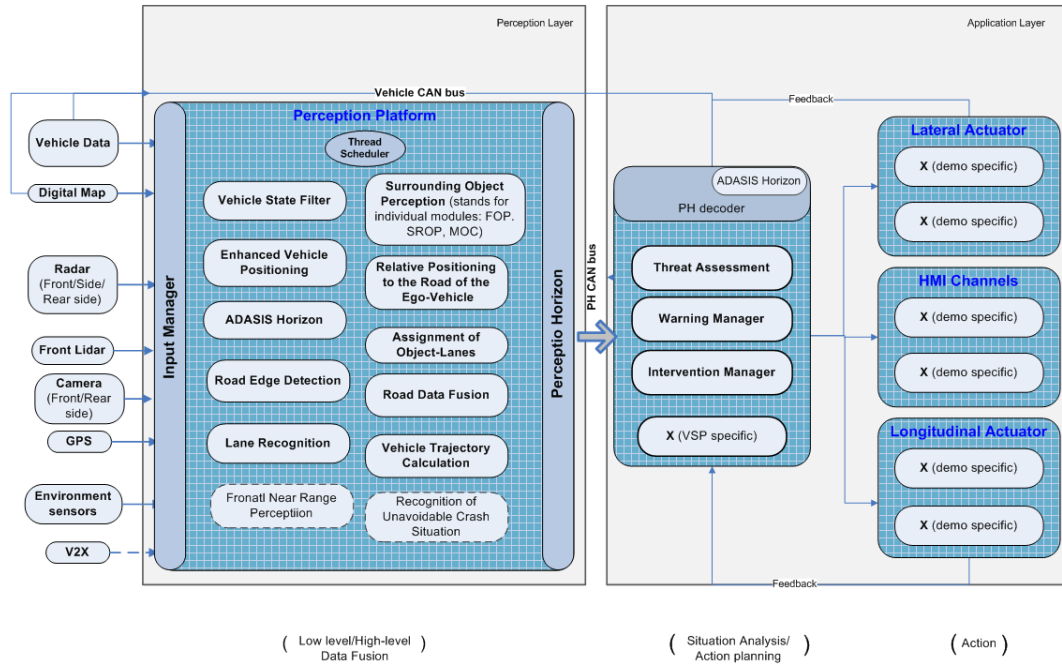 Perception Layer
Application Layer
Vehicle CAN bus
Feedback
Vehicle Data
Digital Map
Radar
(Front/Side/
Rear side)
Front Lidar
Camera
(Front/Rear
side)
GPS
Environment
sensors
V2X
Input Manager
Perception Platform
Thread
Scheduler
Vehicle State Filter
Enhanced Vehicle
Positioning
ADASIS Horizon
Road Edge Detection
Lane Recognition
Fronatl Near Range
Perceptiion
Surrounding Object
Perception (stands for
individual modules: FOP.
SROP, MOC)
Relative Positioning
to the Road of the
Ego-Vehicle
Assignment of
Object-Lanes
Road Data Fusion
Vehicle Trajectory
Calculation
Recognition of
Unavoidable Crash
Situation
Perceptio Horizon
PH CAN bus
ADASIS Horizon
PH decoder
Threat Assessment
Warning Manager
Intervention Manager
X (VSP specific)
Lateral Actuator
X (demo specific)
X (demo specific)
HMI Channels
X (demo specific)
X (demo specific)
Longitudinal Actuator
X (demo specific)
X (demo specific)
Feedback
( Low level/High-level )
Data Fusion
( Situation Analysis/ )
Action planning
( Action )